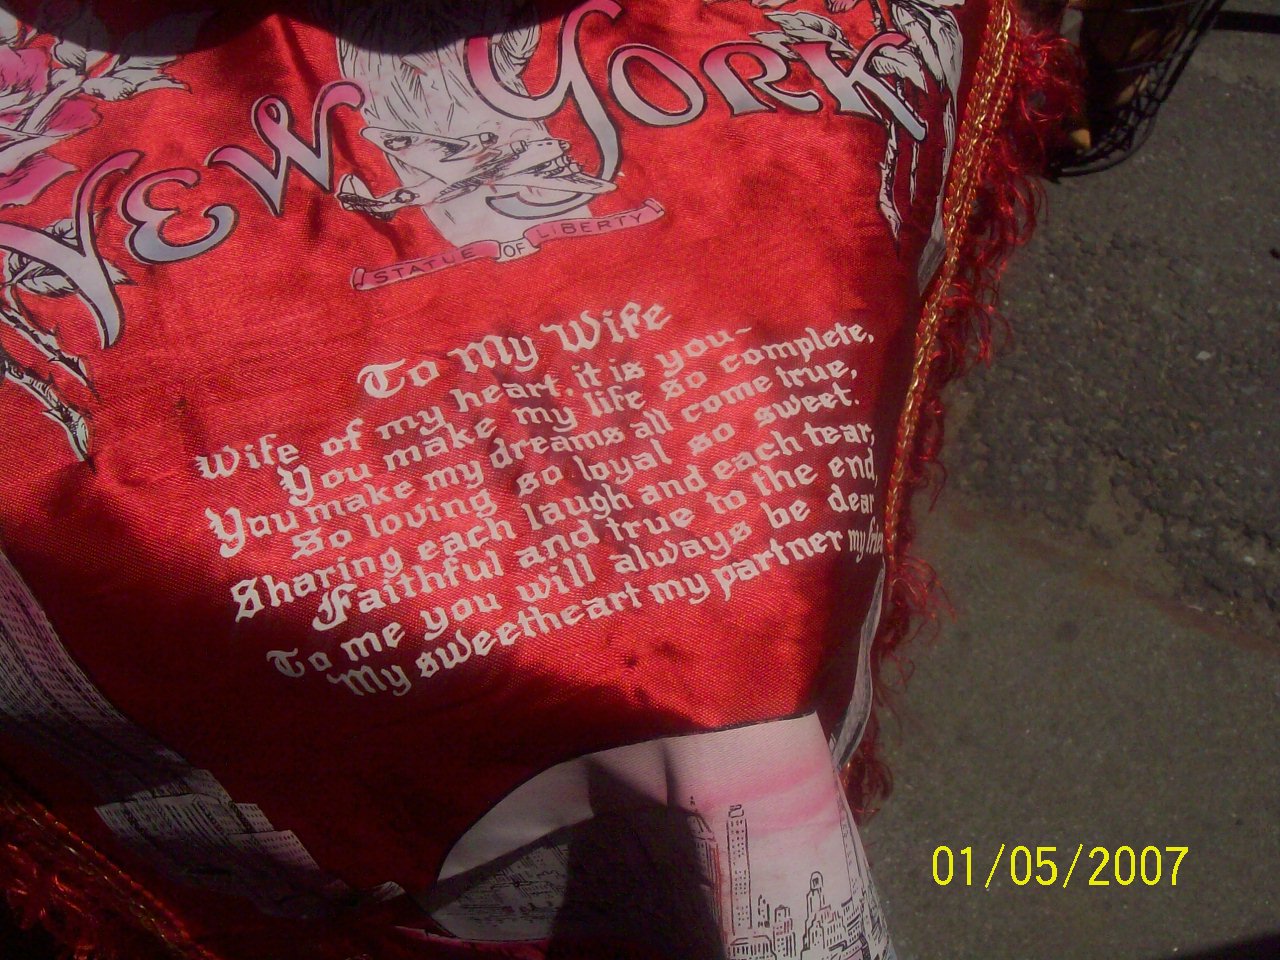 NEW YORK
STATUE OF LIBERTY
To My Wife
Wife of my heart, it is you-
You make my life so complete,
You make my dreams all come true,
So loving so loyal so sweet.
Sharing each laugh and each tear,
Faithful and true to the end,
To me you will always be dear
My sweetheart my partner my
01/05/2007